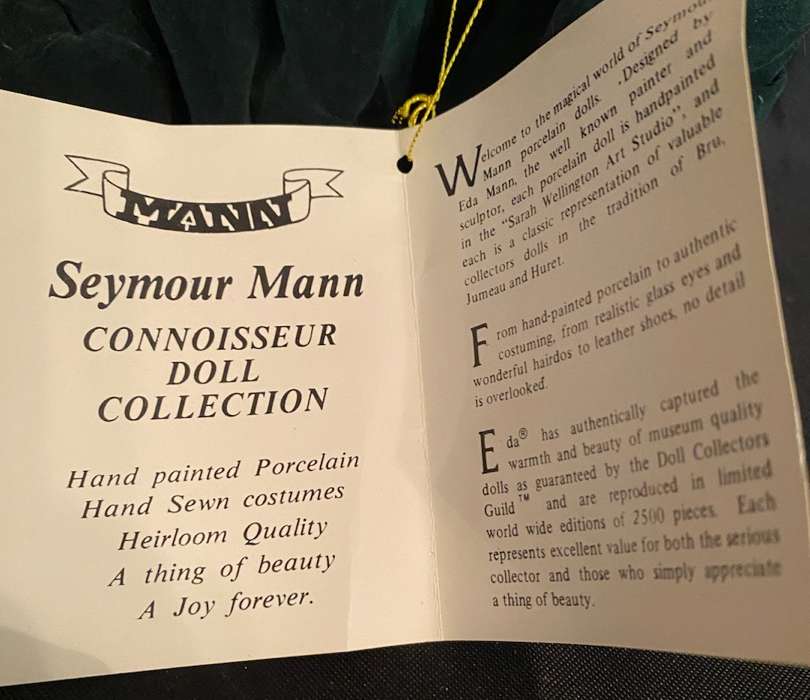 MANN
Seymour Mann
CONNOISSEUR
DOLL
COLLECTION
Hand painted Porcelain
Hand Sewn costumes
Heirloom Quality
A thing of beauty
A Joy forever.
Welcome to the magical world of Seymour
Mann porcelain dolls. .Designed by
Eda Mann, the well known painter and
sculptor, each porcelain doll is handpainted
in the "Sarah Wellington Art Studio", and
each is a classic representation of valuable
collectors dolls in the tradition of Bru,
Jumeau and Huret.
From hand-painted porcelain to authentic
costuming, from realistic glass eyes and
wonderful hairdos to leather shoes, no detail
is overlooked.
Eda® has authentically captured the
warmth and beauty of museum quality
dolls as guaranteed by the Doll Collectors
Guild™ and are reproduced in limited
world wide editions of 2500 pieces. Each
represents excellent value for both the serious
collector and those who simply appreciate
a thing of beauty.